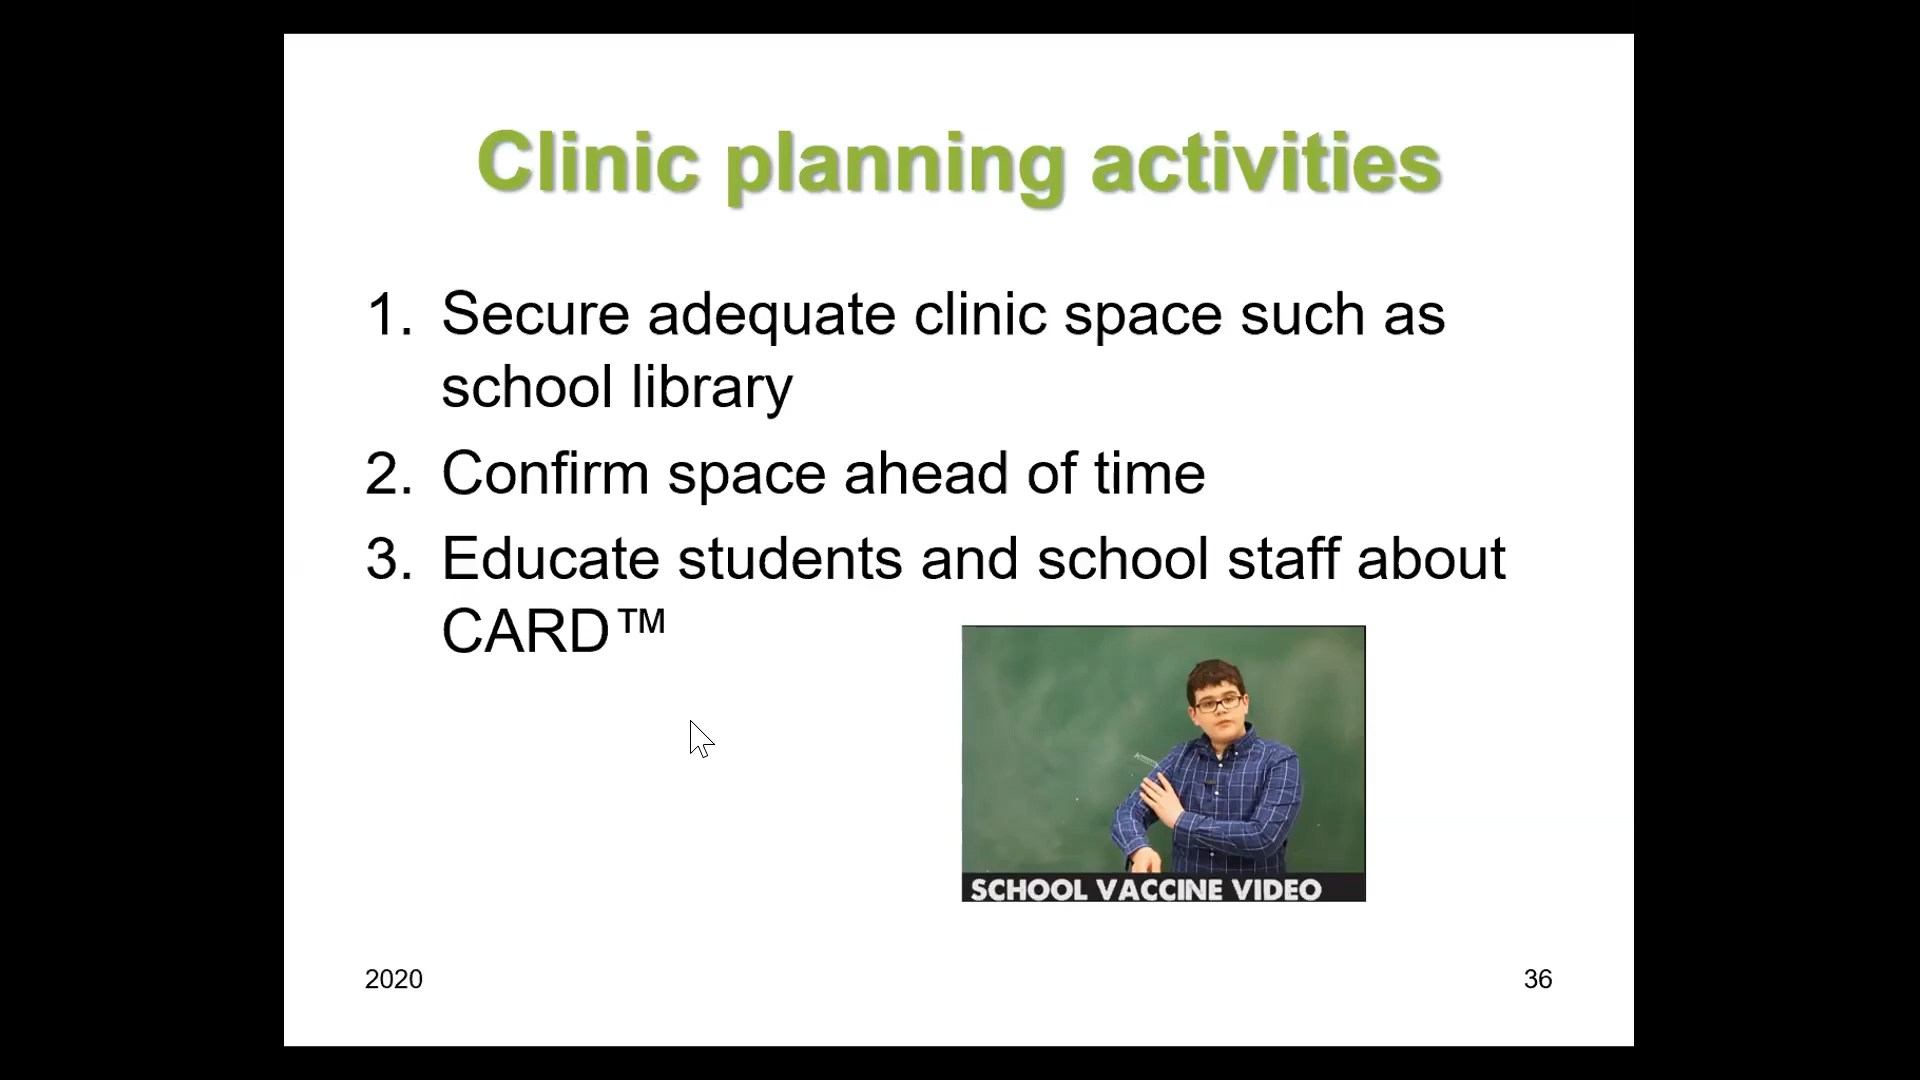 Clinic planning activities
1. Secure adequate clinic space such as
school library
2. Confirm space ahead of time
3. Educate students and school staff about
CARD™
SCHOOL VACCINE VIDEO
2020
36